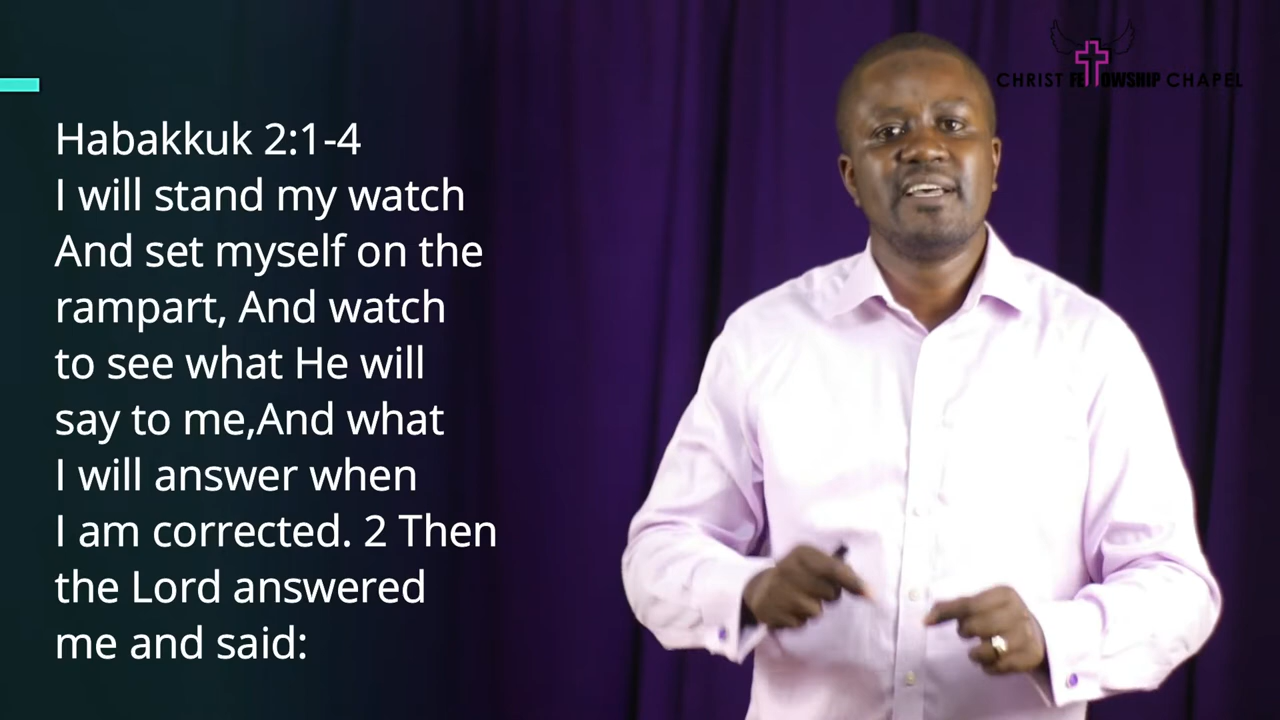 Habakkuk 2:1-4
I will stand my watch
And set myself on the
rampart, And watch
to see what He will
say to me,And what
I will answer when
I am corrected. 2 Then
the Lord answered
me and said:
CHRIST FELLOWSHIP CHAPEL